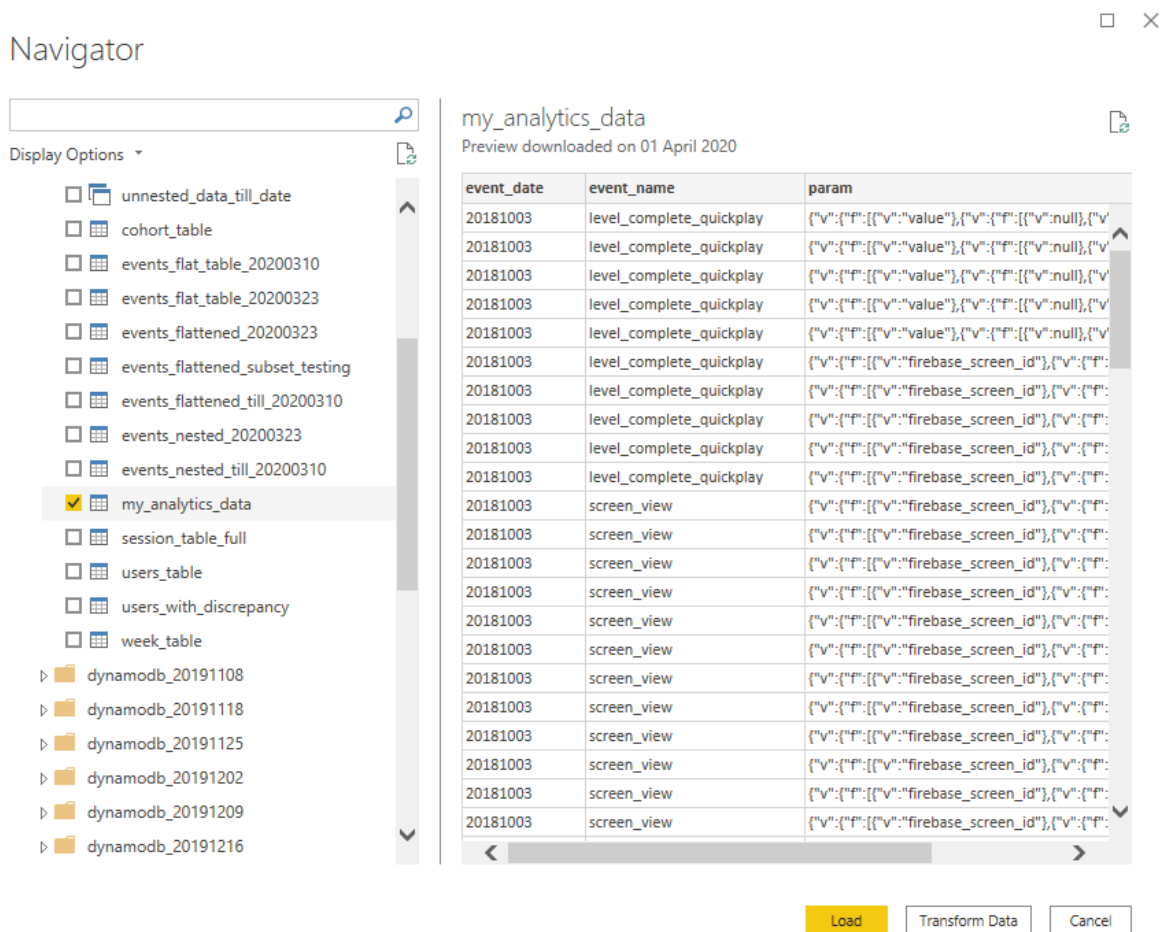 Navigator
Display Options
unnested_data_till_date
cohort_table
events_flat_table_20200310
events_flat_table_20200323
events_flattened_20200323
events_flattened_subset_testing
events_flattened_till_20200310
events_nested_20200323
events_nested_till_20200310
my_analytics_data
session_table_full
users_table
users_with_discrepancy
week_table
dynamodb_20191108
dynamodb_20191118
dynamodb_20191125
dynamodb_20191202
dynamodb_20191209
dynamodb_20191216
my_analytics_data
Preview downloaded on 01 April 2020
event_date event_name param
20181003 level_complete_quickplay {"v":{"f":[{"v":"value"},{"v":{"f":[{"v":null},{"v"
20181003 level_complete_quickplay {"v":{"f":[{"v":"value"},{"v":{"f":[{"v":null},{"v
20181003 level_complete_quickplay {"v":{"f":[{"v":"value"},{"v":{"f":[{"v":null},{"v"
20181003 level_complete_quickplay {"v":{"f":[{"v":"value"},{"v":{"f":[{"v":null},{"v"
20181003 level_complete_quickplay {"v":{"f":[{"v":"value"},{"v":{"f":[{"v":null},{"v"
20181003 level_complete_quickplay {"v":{"f":[{"v":"firebase_screen_id"},{"v":{"f":
20181003 level_complete_quickplay {"v":{"f":[{"v":"firebase_screen_id"},{"v":{"f":
20181003 level_complete_quickplay {"v":{"f":[{"v":"firebase_screen_id"},{"v":{"f":
20181003 level_complete_quickplay {"v":{"f":[{"v":"firebase_screen_id"},{"v":{"f":
20181003 level_complete_quickplay {"v":{"f":[{"v":"firebase_screen_id"},{"v":{"f":
20181003 screen_view {"v":{"f":[{"v":"firebase_screen_id"},{"v":{"f":
20181003 screen_view {"v":{"f":[{"v":"firebase_screen_id"},{"v":{"f":
20181003 screen_view {"v":{"f":[{"v":"firebase_screen_id"},{"v":{"f":
20181003 screen_view {"v":{"f":[{"v":"firebase_screen_id"},{"v":{"f":
20181003 screen_view {"v":{"f":[{"v":"firebase_screen_id"},{"v":{"f":
20181003 screen_view {"v":{"f":[{"v":"firebase_screen_id"},{"v":{"f":
20181003 screen_view {"v":{"f":[{"v":"firebase_screen_id"},{"v":{"f":
20181003 screen_view {"v":{"f":[{"v":"firebase_screen_id"},{"v":{"f":
20181003 screen_view {"v":{"f":[{"v":"firebase_screen_id"},{"v":{"f":
20181003 screen_view {"v":{"f":[{"v":"firebase_screen_id"},{"v":{"f":
20181003 screen_view {"v":{"f":[{"v":"firebase_screen_id"},{"v":{"f":
20181003 screen_view {"v":{"f":[{"v":"firebase_screen_id"},{"v":{"f":
Load Transform Data Cancel